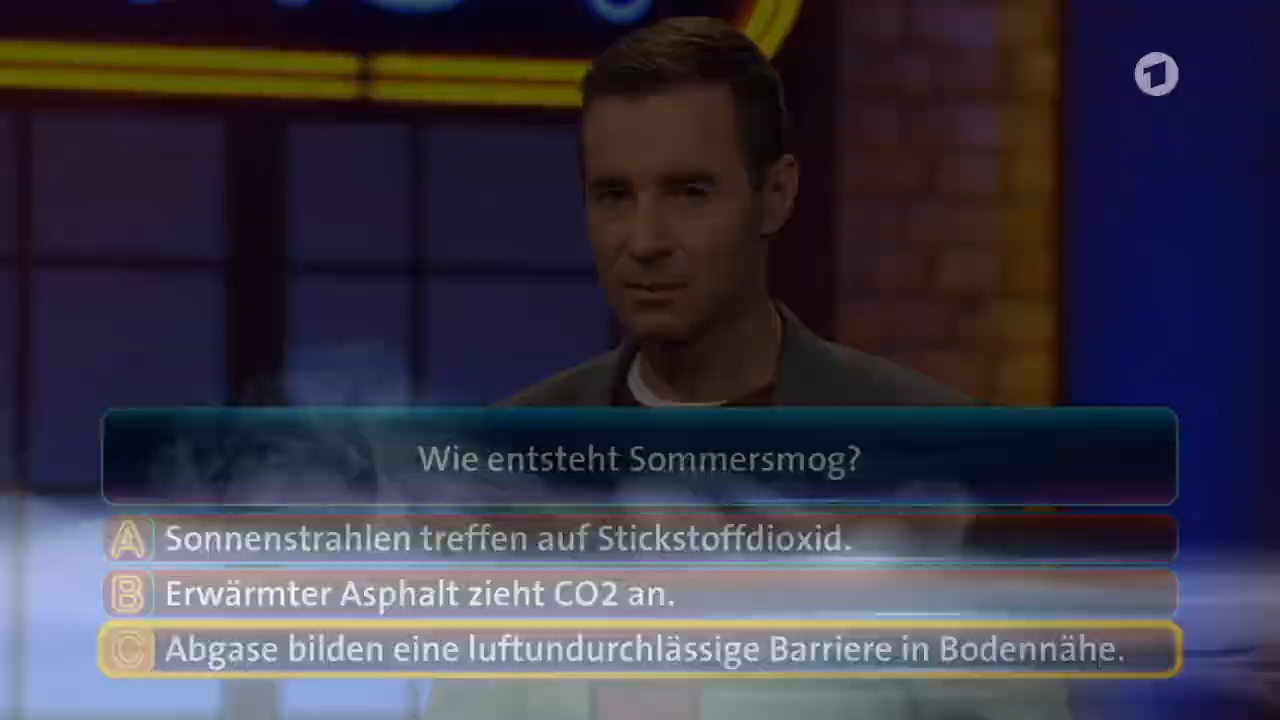 1
Wie entsteht Sommersmog?
A Sonnenstrahlen treffen auf Stickstoffdioxid.
B Erwärmter Asphalt zieht CO2 an.
C Abgase bilden eine luftundurchlässige Barriere in Bodennähe.